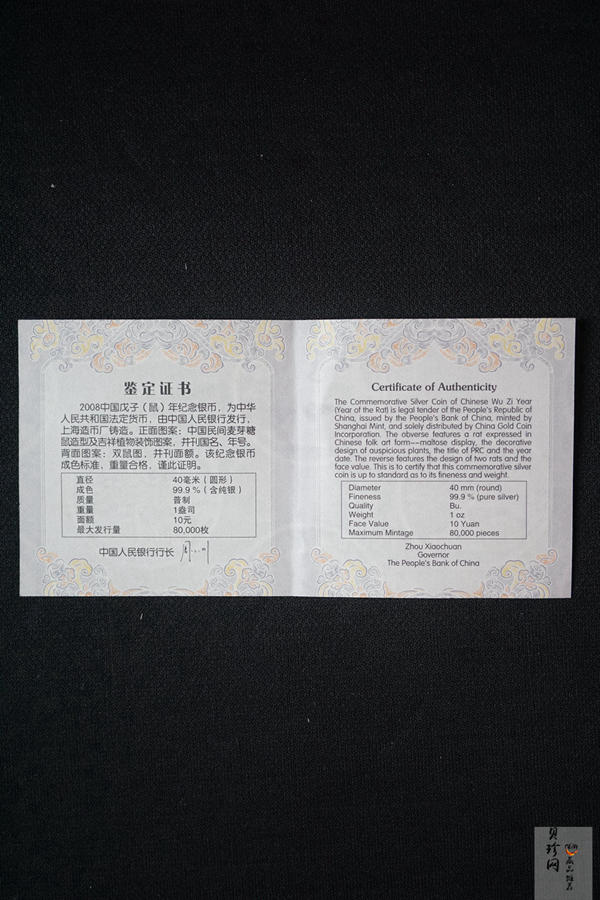 鉴定证书
2008中国戊子（鼠）年纪念银币，为中华
人民共和国法定货币，由中国人民银行发行，
上海造币厂铸造。正面图案：中国民间麦芽糖
鼠造型及吉祥植物装饰图案，并刊国名、年号。
背面图案：双鼠图，并刊面额。该纪念银币
成色标准，重量合格，谨此证明。
直径 40毫米（圆形）
成色 99.9％（含纯银）
质量 普制
重量 1盎司
面额 10元
最大发行量 80,000枚
中国人民银行行长
Certificate of Authenticity
The Commemorative Silver Coin of Chinese Wu Zi Year
(Year of the Rat) is legal tender of the People's Republic of
China, issued by the People's Bank of China, minted by
Shanghai Mint, and solely distributed by China Gold Coin
Incorporation. The obverse features a rat expressed in
Chinese folk art form---maltose display, the decorative
design of auspicious plants, the title of PRC and the year
date. The reverse features the design of two rats and the
face value. This is to certify that this commemorative silver
coin is up to standard as to its fineness and weight.
Diameter 40 mm (round)
Fineness 99.9 % (pure silver)
Quality Bu.
Weight 1 oz
Face Value 10 Yuan
Maximum Mintage 80,000 pieces
Zhou Xiaochuan
Governor
The People's Bank of China
贝珍网
藏品推荐